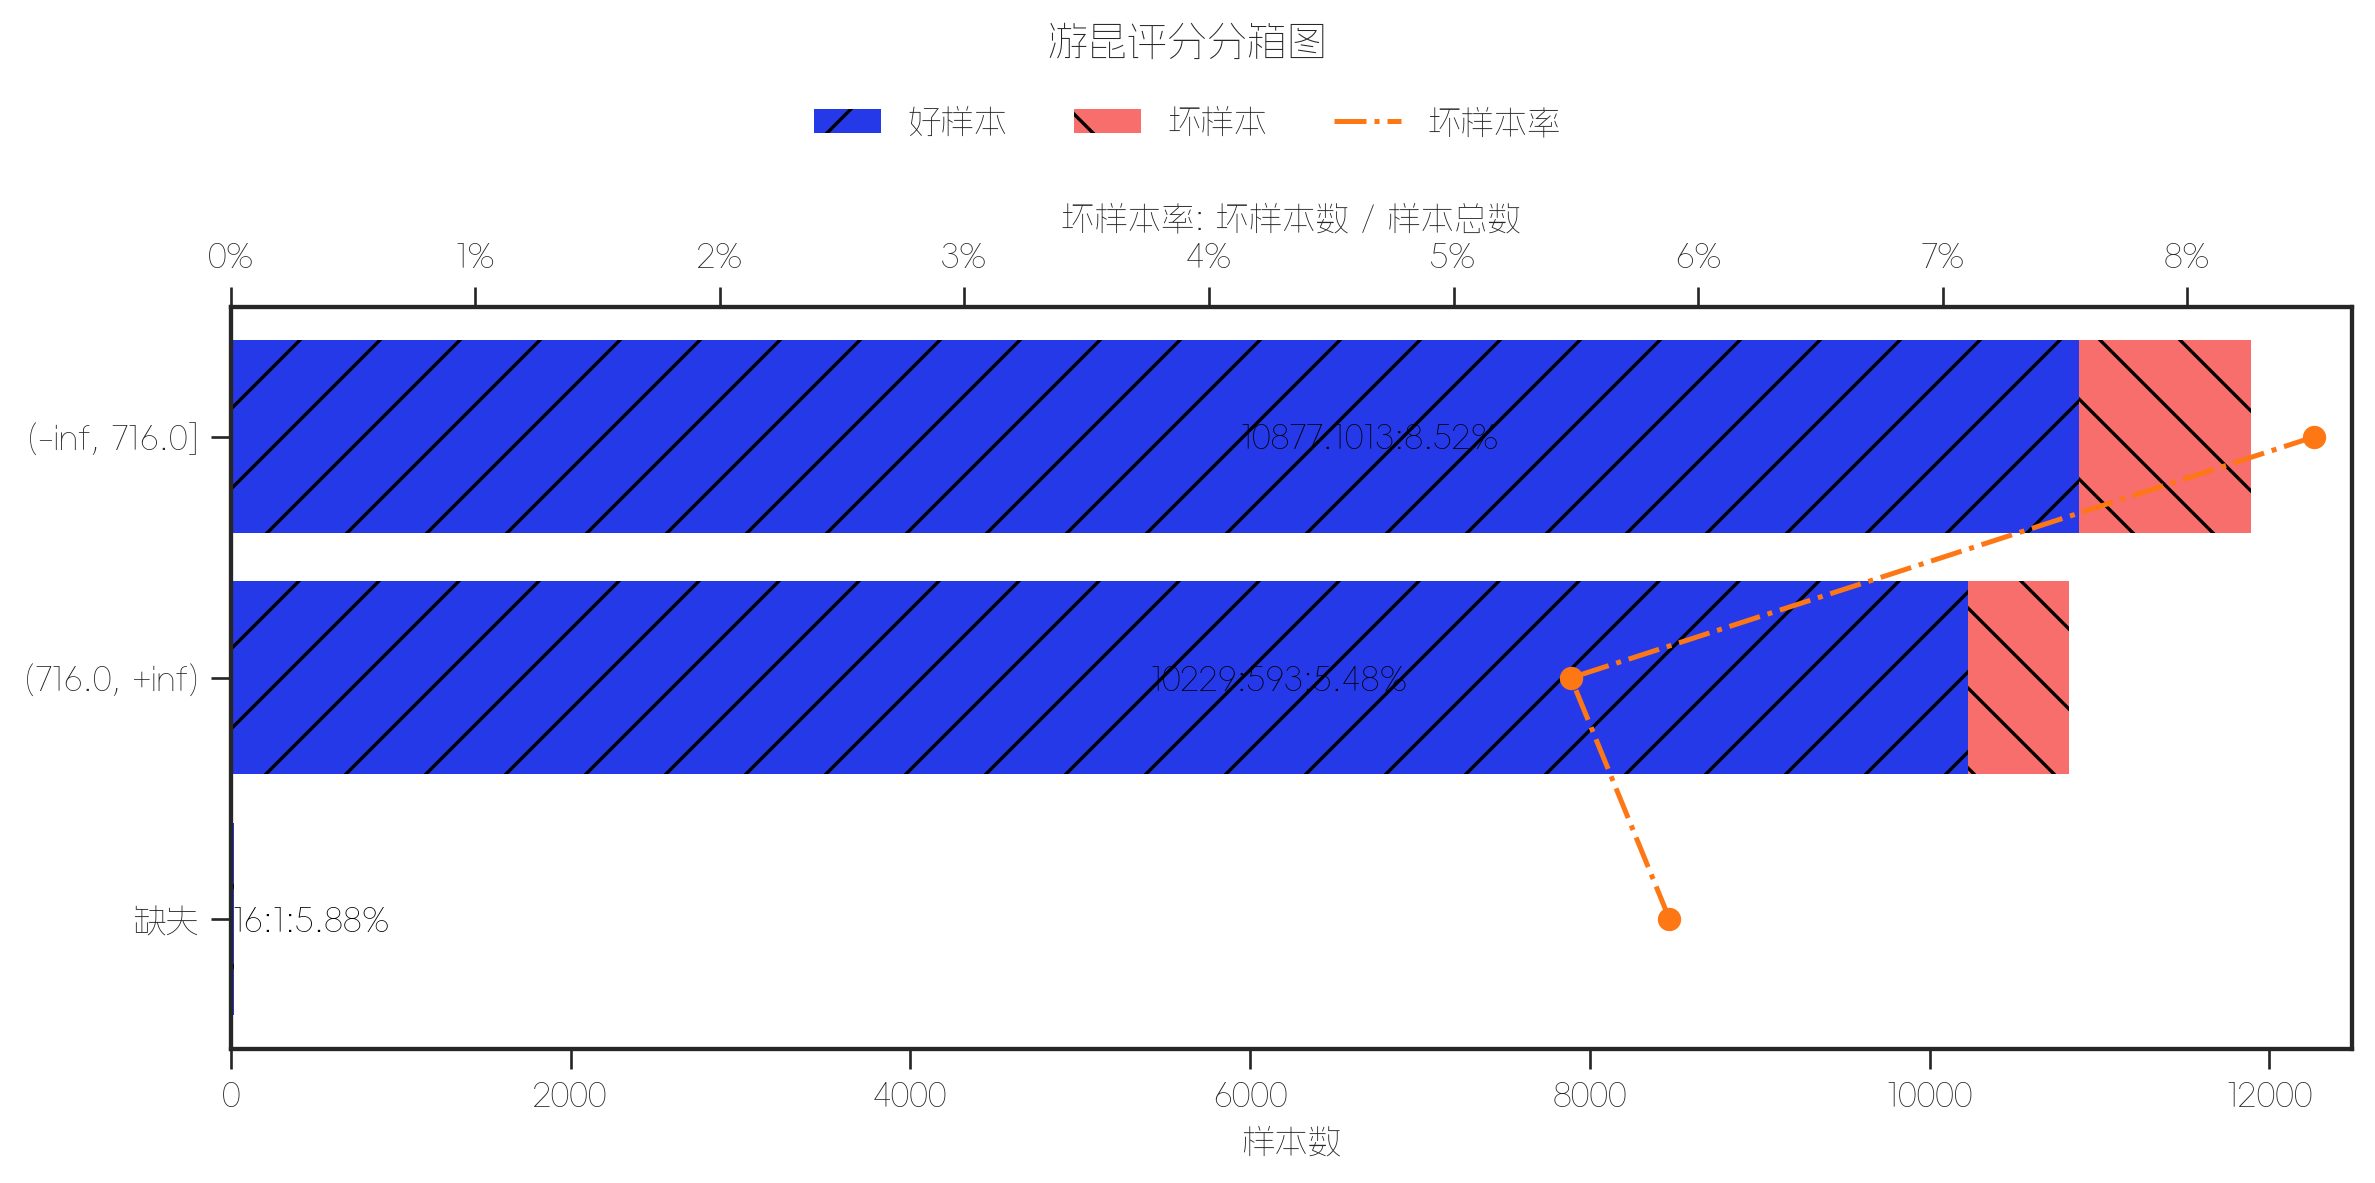 游昆评分分箱图
好样本 坏样本 坏样本率
坏样本率: 坏样本数 / 样本总数
0% 1% 2% 3% 4% 5% 6% 7% 8%
(-inf, 716.0] 10877:1013:8.52%
(716.0, +inf) 10229:593:5.48%
缺失 16:1:5.88%
0 2000 4000 6000 8000 10000 12000
样本数